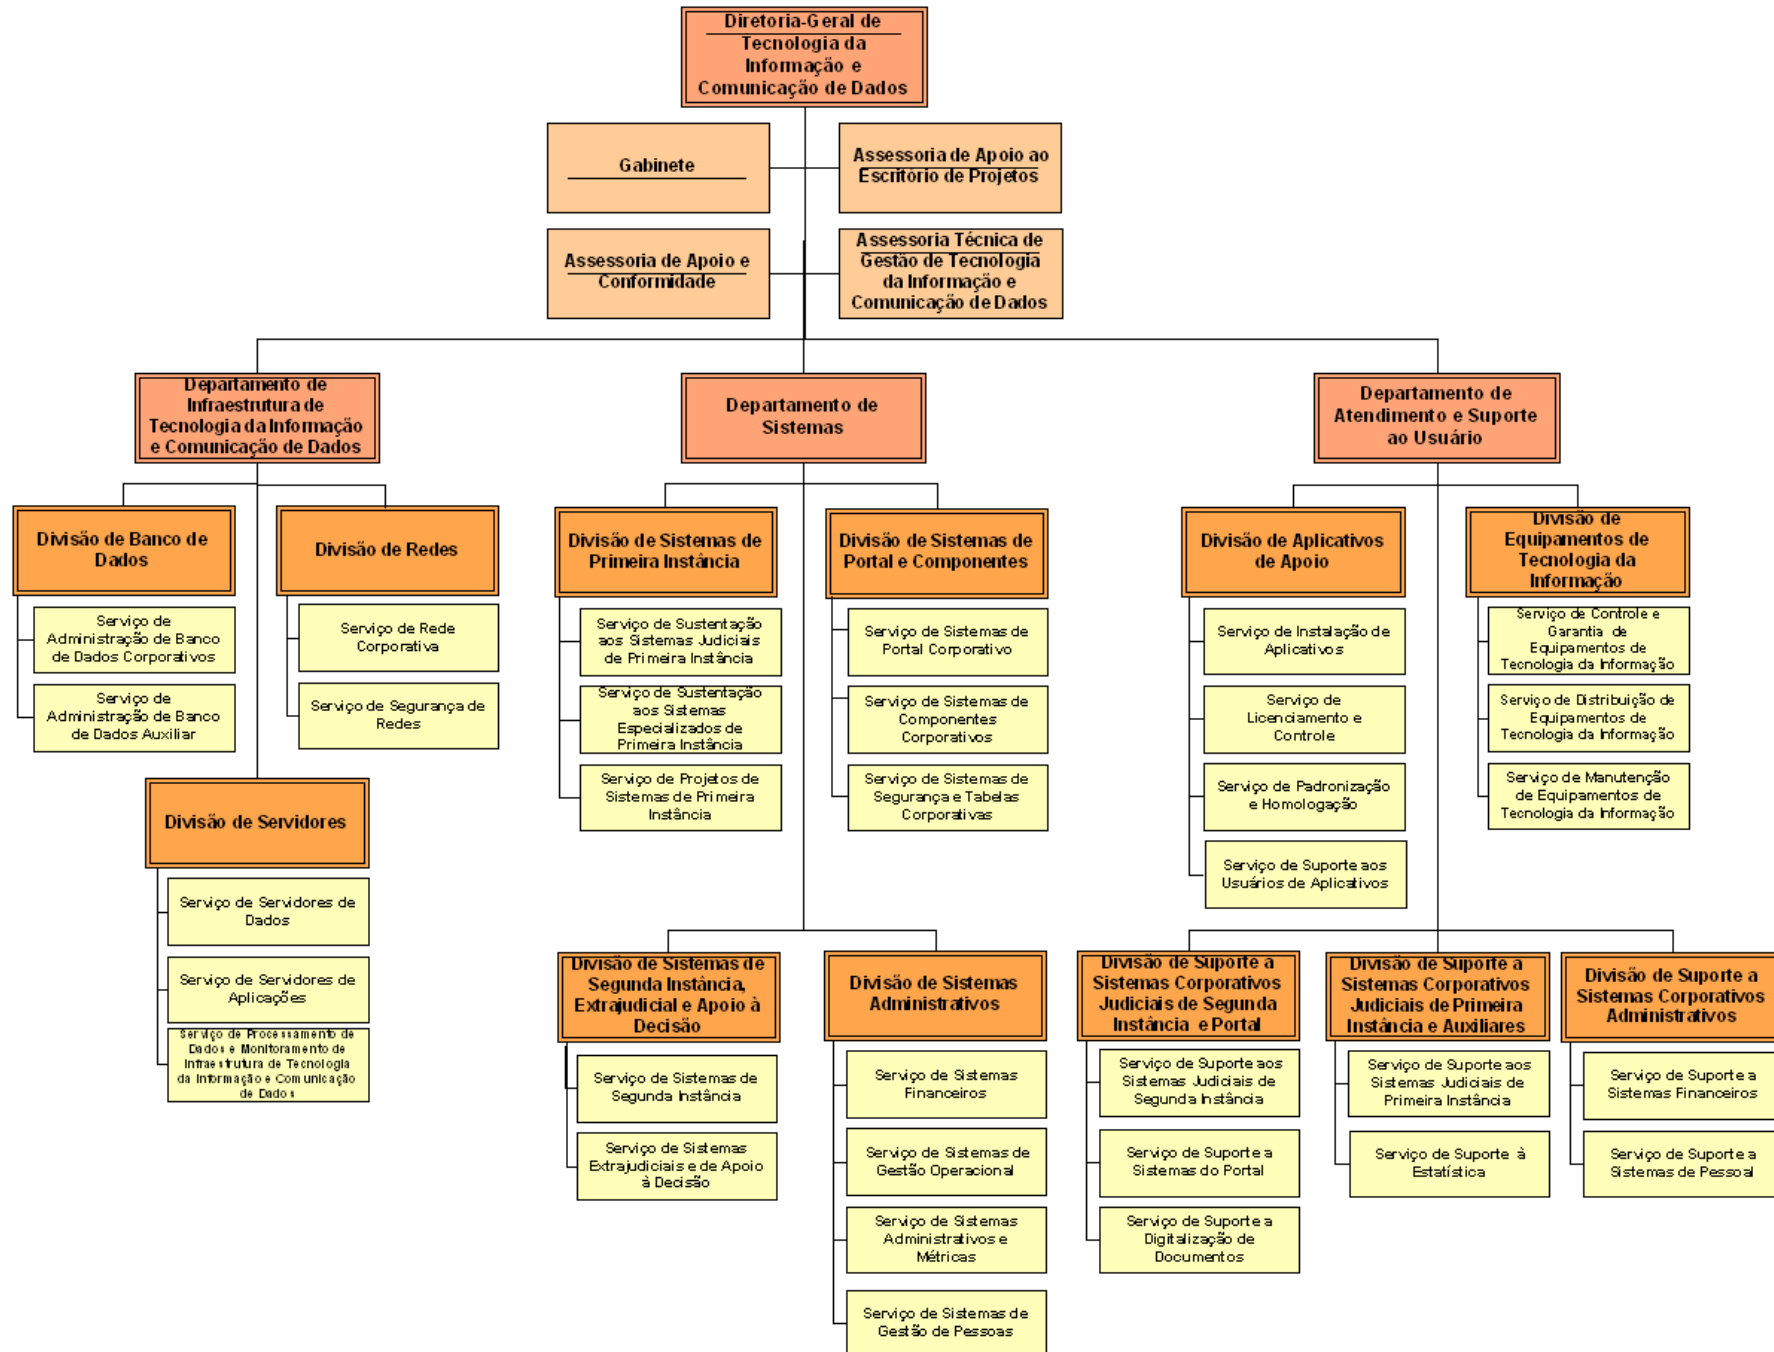 Diretoria-Geral de
Tecnologia da
Informação e
Comunicação de Dados
Gabinete
Assessoria de Apoio ao
Escritório de Projetos
Assessoria de Apoio e
Conformidade
Assessoria Técnica de
Gestão de Tecnologia
da Informação e
Comunicação de Dados
Departamento de
Infraestrutura de
Tecnologia da Informação
e Comunicação de Dados
Departamento de
Sistemas
Departamento de
Atendimento e Suporte
ao Usuário
Divisão de Banco de
Dados
Divisão de Redes
Divisão de Sistemas de
Primeira Instância
Divisão de Sistemas de
Portal e Componentes
Divisão de Aplicativos
de Apoio
Divisão de
Equipamentos de
Tecnologia da
Informação
Serviço de
Administração de Banco
de Dados Corporativos
Serviço de
Administração de Banco
de Dados Auxiliar
Serviço de Rede
Corporativa
Serviço de Segurança de
Redes
Serviço de Sustentação
aos Sistemas Judiciais
de Primeira Instância
Serviço de Sustentação
aos Sistemas
Especializados de
Primeira Instância
Serviço de Projetos de
Sistemas de Primeira
Instância
Serviço de Sistemas de
Portal Corporativo
Serviço de Sistemas de
Componentes
Corporativos
Serviço de Sistemas de
Segurança e Tabelas
Corporativas
Serviço de Instalação de
Aplicativos
Serviço de
Licenciamento e
Controle
Serviço de Padronização
e Homologação
Serviço de Suporte aos
Usuários de Aplicativos
Serviço de Controle e
Garantia de
Equipamentos de
Tecnologia da Informação
Serviço de Distribuição de
Equipamentos de
Tecnologia da Informação
Serviço de Manutenção
de Equipamentos de
Tecnologia da Informação
Divisão de Servidores
Serviço de Servidores de
Dados
Serviço de Servidores de
Aplicações
Serviço de Processamento de
Dados e Monitoramento de
Infraestrutura de Tecnologia
da Informação e Comunicação
de Dados
Divisão de Sistemas de
Segunda Instância,
Extrajudicial e Apoio à
Decisão
Divisão de Sistemas
Administrativos
Divisão de Suporte a
Sistemas Corporativos
Judiciais de Segunda
Instância e Portal
Divisão de Suporte a
Sistemas Corporativos
Judiciais de Primeira
Instância e Auxiliares
Divisão de Suporte a
Sistemas Corporativos
Administrativos
Serviço de Sistemas de
Segunda Instância
Serviço de Sistemas
Extrajudiciais e de Apoio
à Decisão
Serviço de Sistemas
Financeiros
Serviço de Sistemas de
Gestão Operacional
Serviço de Sistemas
Administrativos e
Métricas
Serviço de Sistemas de
Gestão de Pessoas
Serviço de Suporte aos
Sistemas Judiciais de
Segunda Instância
Serviço de Suporte a
Sistemas do Portal
Serviço de Suporte a
Digitalização de
Documentos
Serviço de Suporte aos
Sistemas Judiciais de
Primeira Instância
Serviço de Suporte à
Estatística
Serviço de Suporte a
Sistemas Financeiros
Serviço de Suporte a
Sistemas de Pessoal